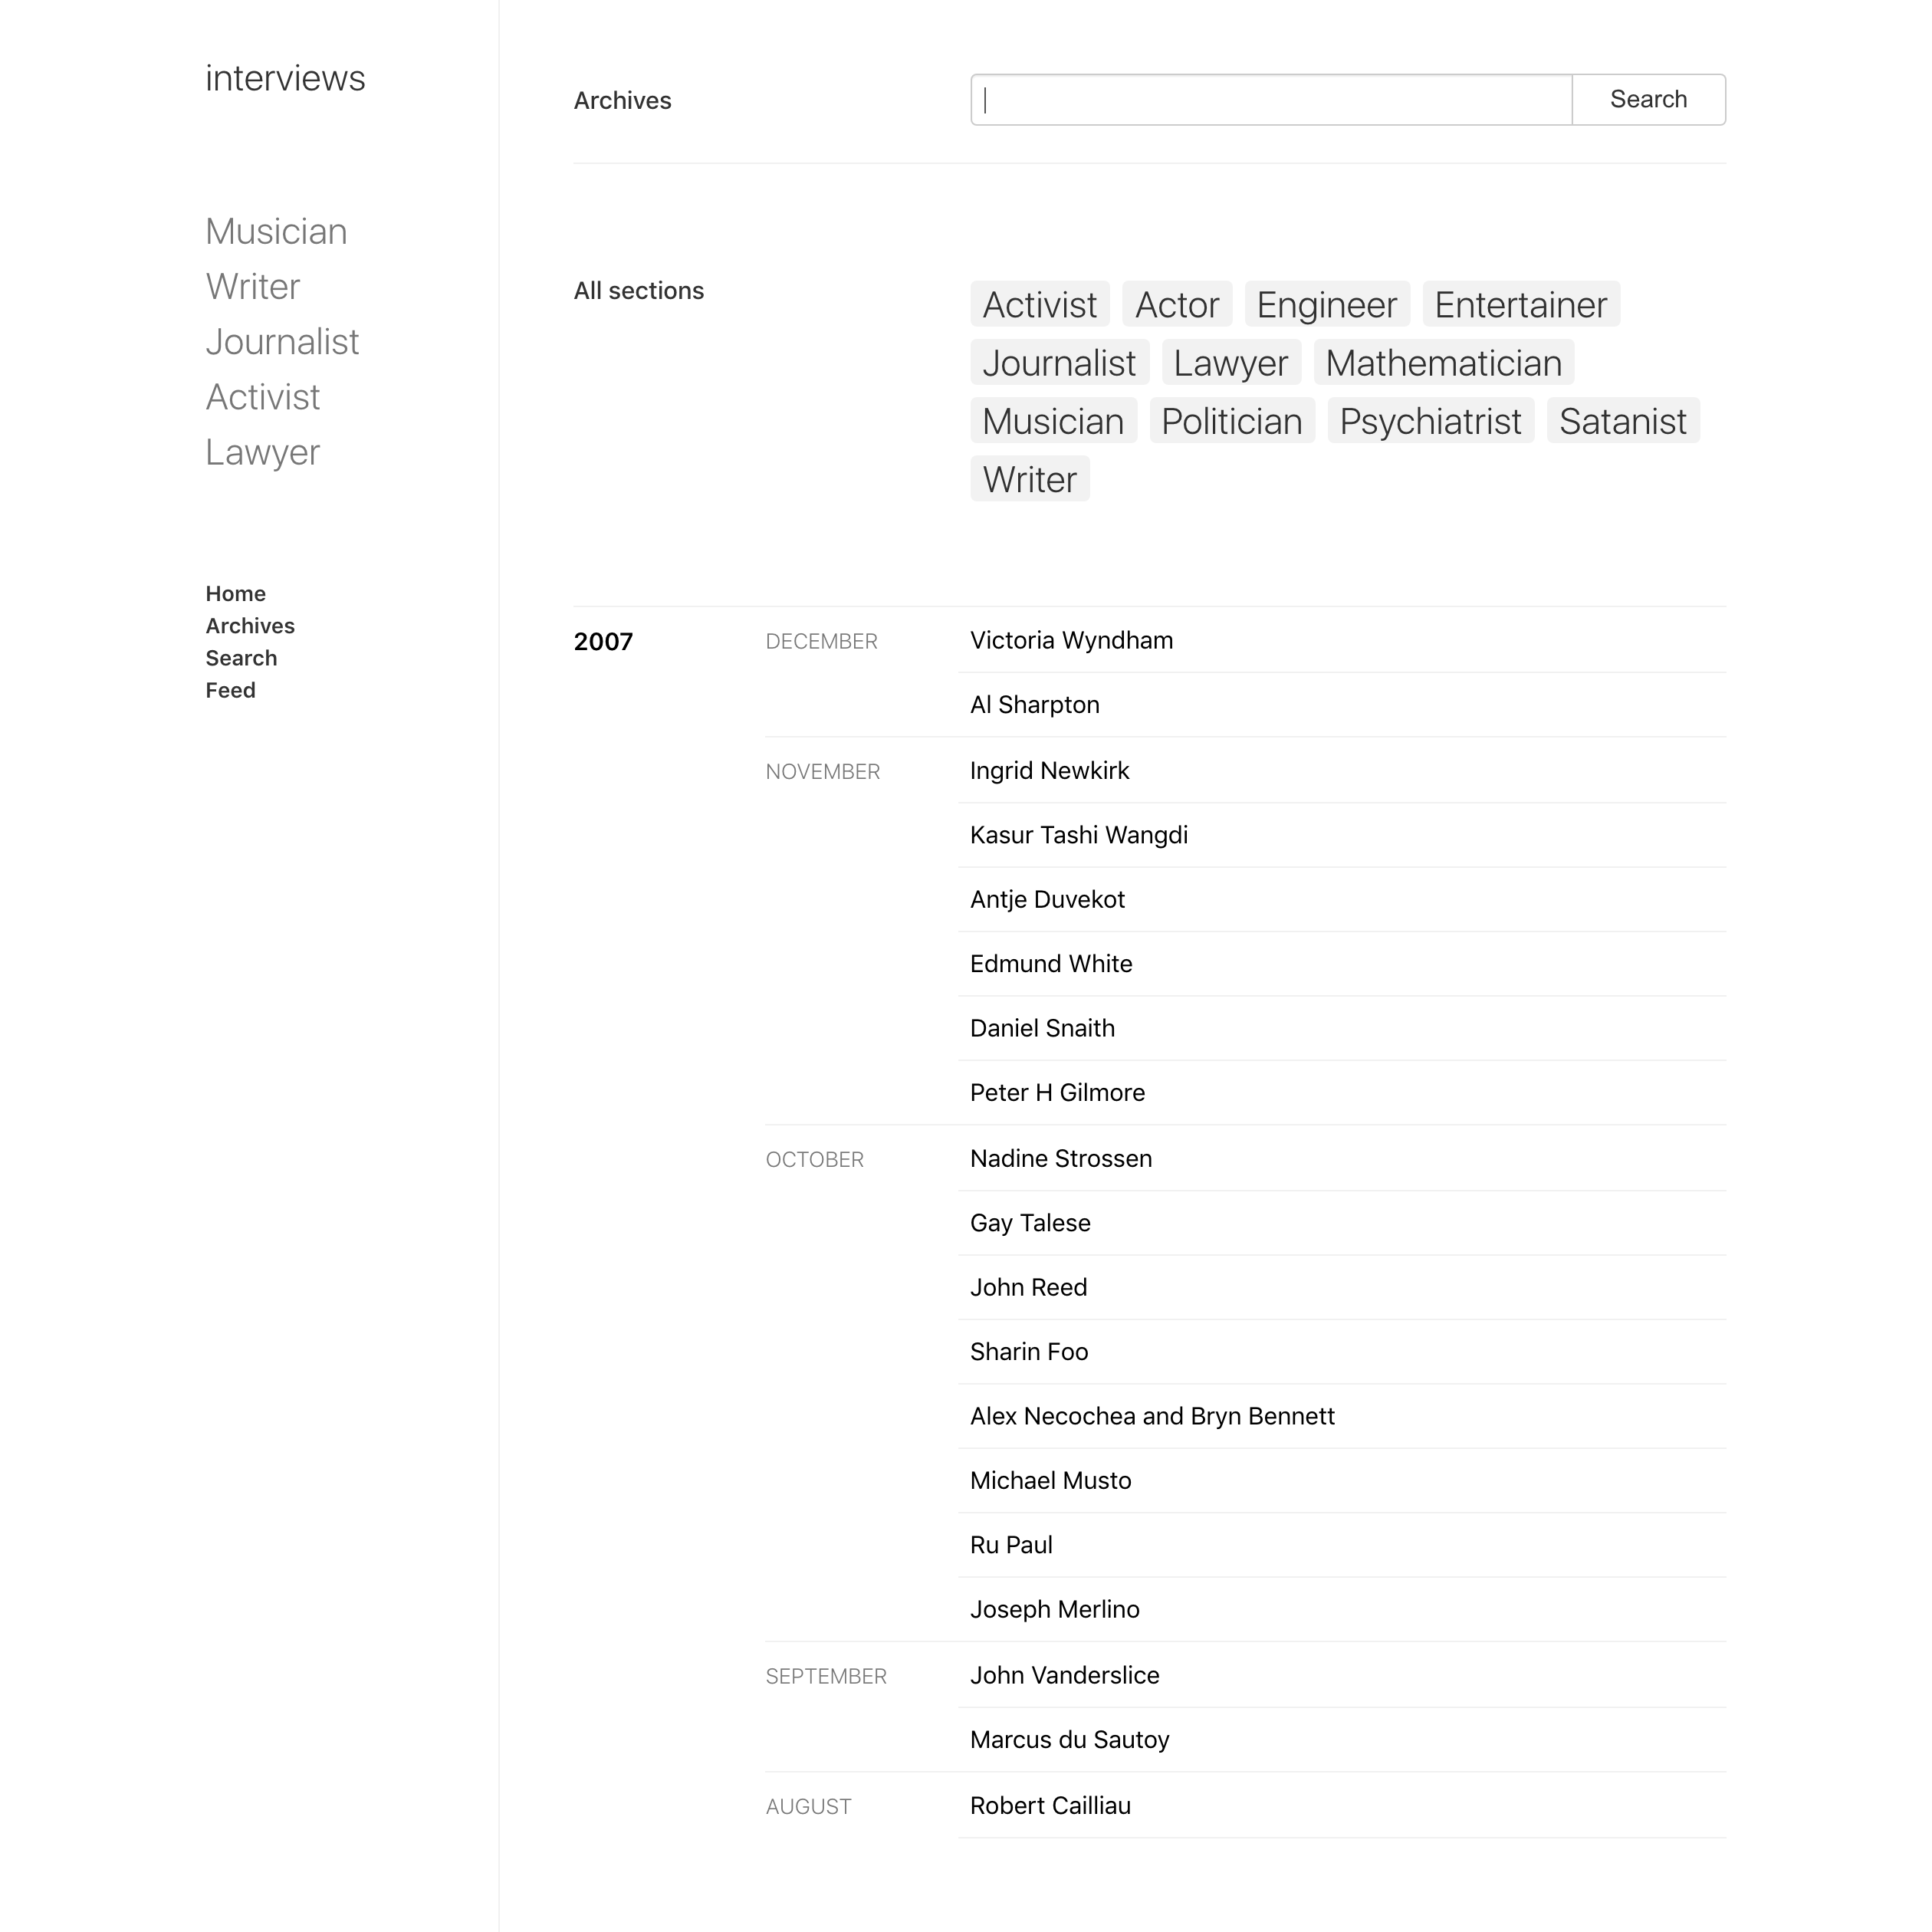 interviews
Musician
Writer
Journalist
Activist
Lawyer
Home
Archives
Search
Feed
Archives
Search
All sections
Activist Actor Engineer Entertainer
Journalist Lawyer Mathematician
Musician Politician Psychiatrist Satanist
Writer
2007 DECEMBER Victoria Wyndham
Al Sharpton
NOVEMBER Ingrid Newkirk
Kasur Tashi Wangdi
Antje Duvekot
Edmund White
Daniel Snaith
Peter H Gilmore
OCTOBER Nadine Strossen
Gay Talese
John Reed
Sharin Foo
Alex Necochea and Bryn Bennett
Michael Musto
Ru Paul
Joseph Merlino
SEPTEMBER John Vanderslice
Marcus du Sautoy
AUGUST Robert Cailliau